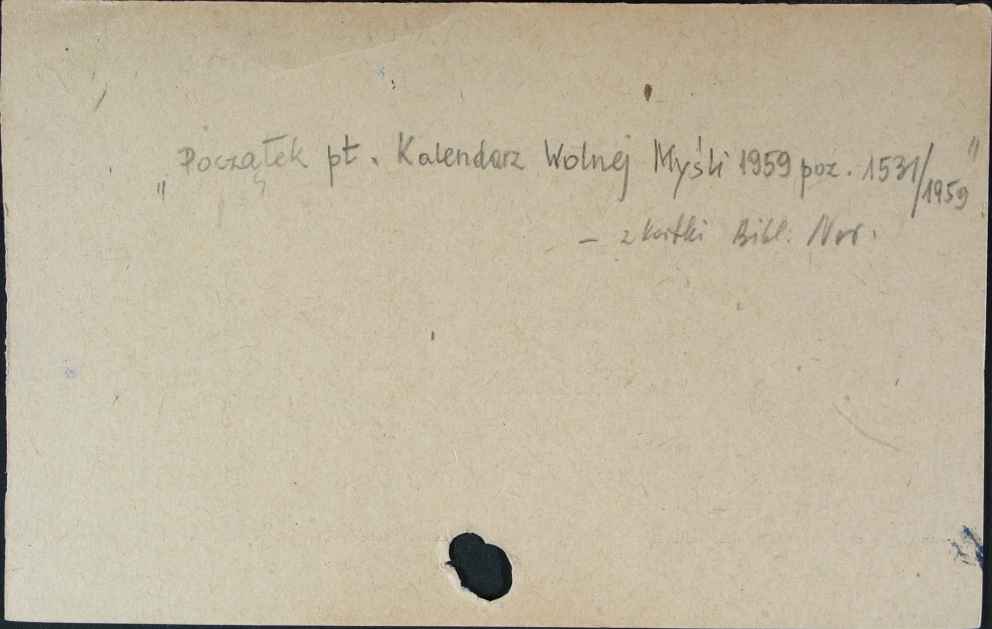 „Początek pt. Kalendarz Wolnej Myśli 1959 poz. 1531/1959"
– z kartki Bibl. Nar.